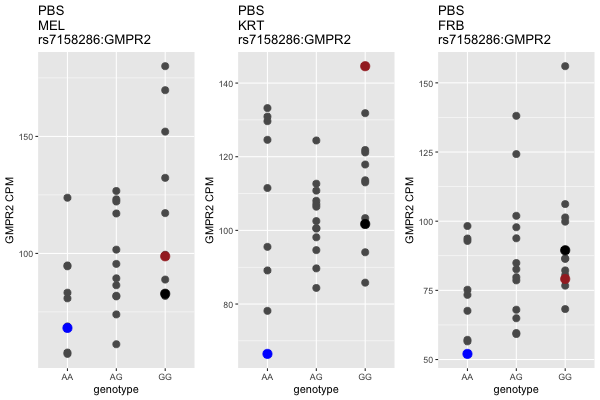 PBS
MEL
rs7158286:GMPR2
GMPR2 CPM
150
100
AA
AG
GG
genotype
PBS
KRT
rs7158286:GMPR2
GMPR2 CPM
140
120
100
80
AA
AG
GG
genotype
PBS
FRB
rs7158286:GMPR2
GMPR2 CPM
150
125
100
75
50
AA
AG
GG
genotype